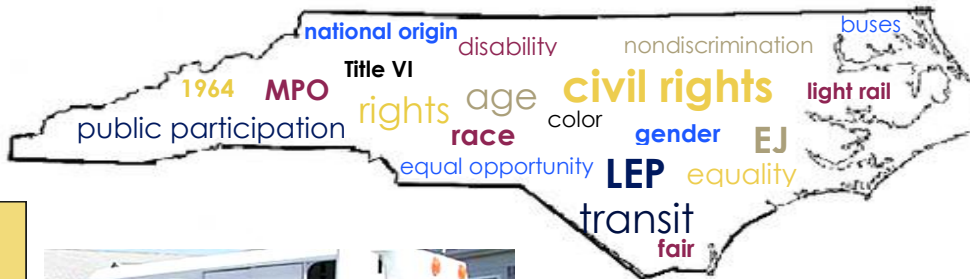 buses
national origin
disability
nondiscrimination
Title VI
1964
MPO
civil rights
light rail
rights
age
public participation
color
race
gender
EJ
equal opportunity
LEP
equality
transit
fair